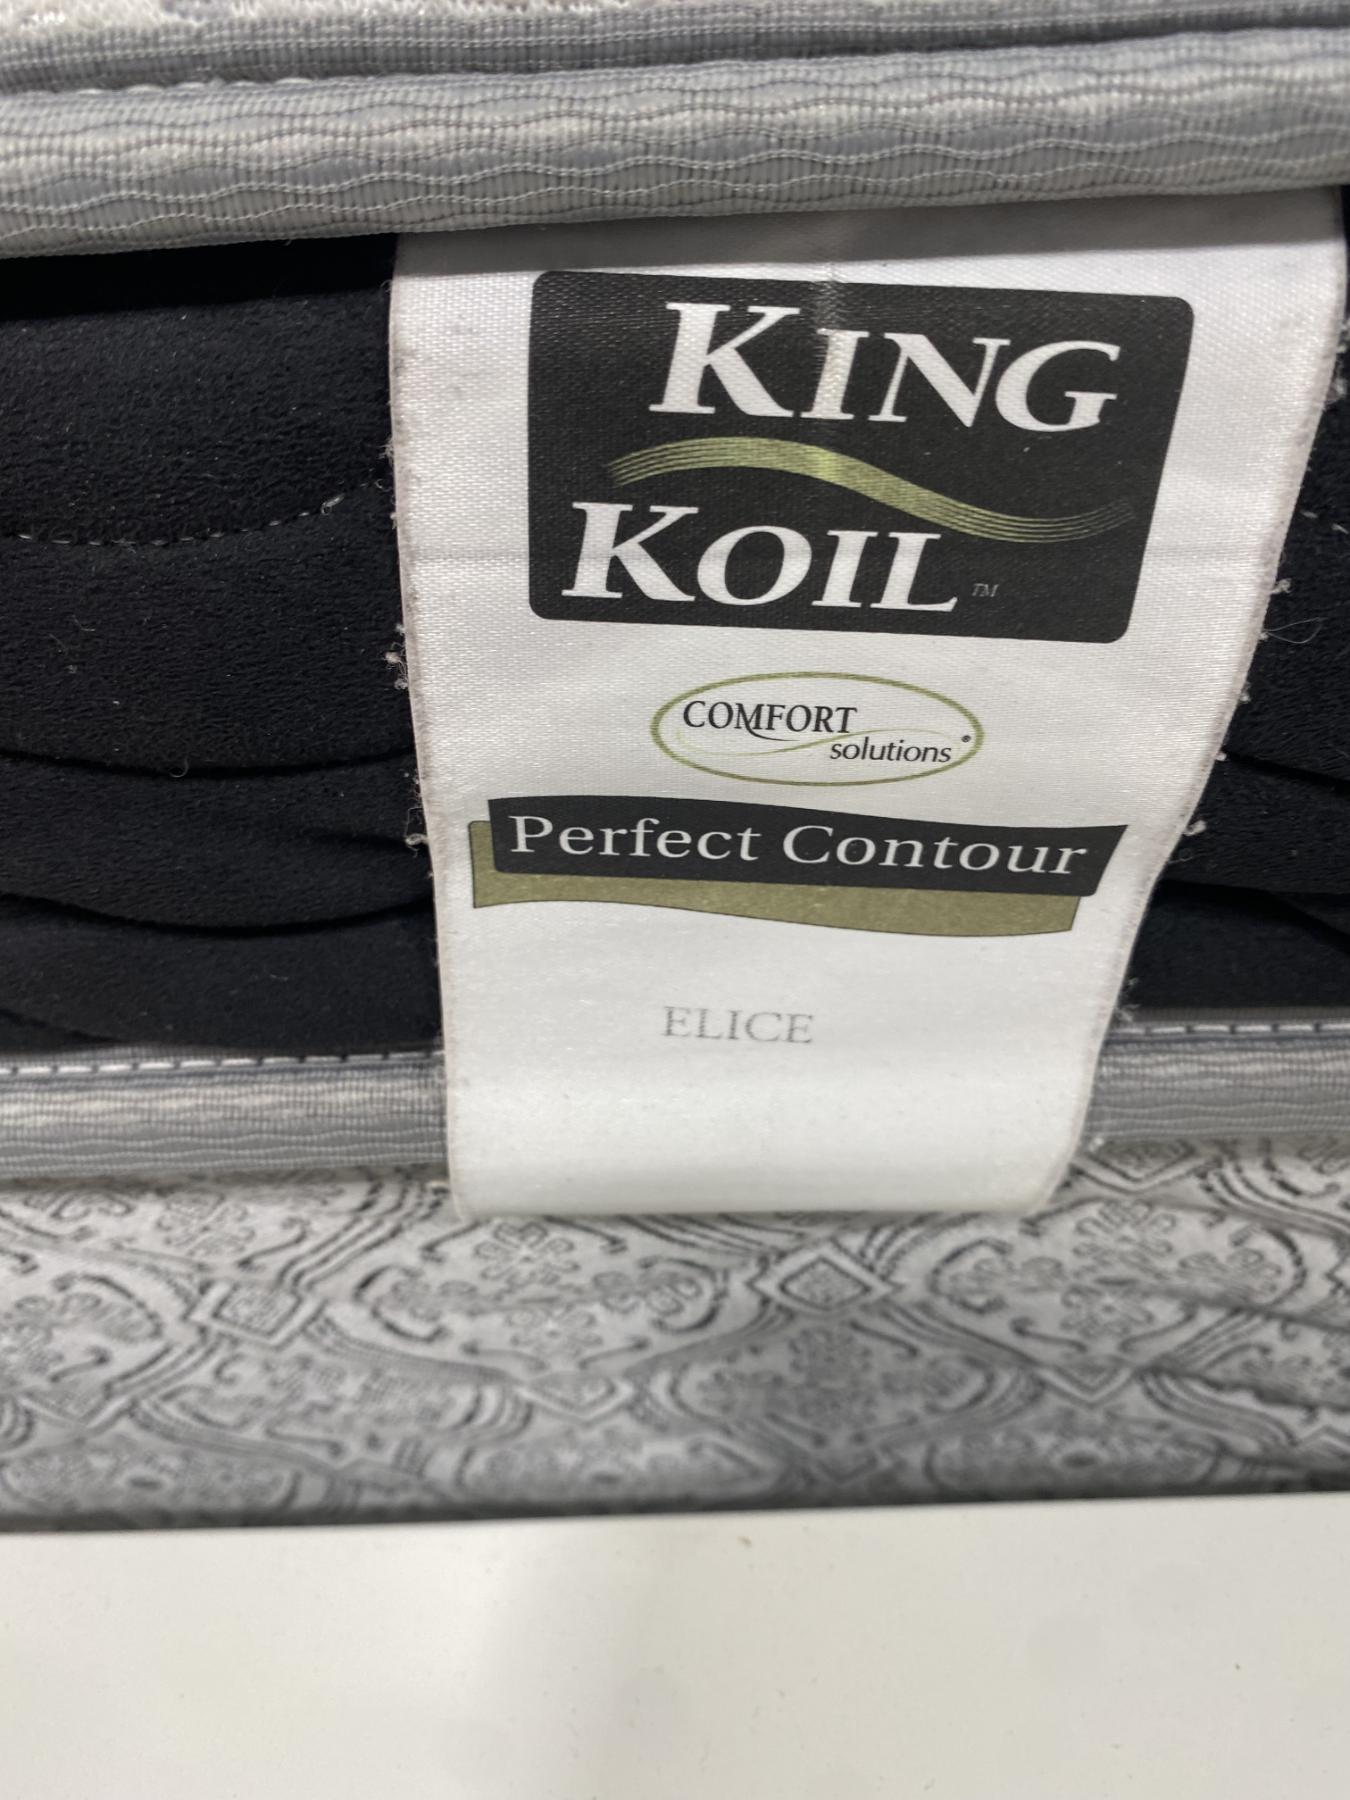 KING
KOIL™
COMFORT
solutions®
Perfect Contour
ELICE